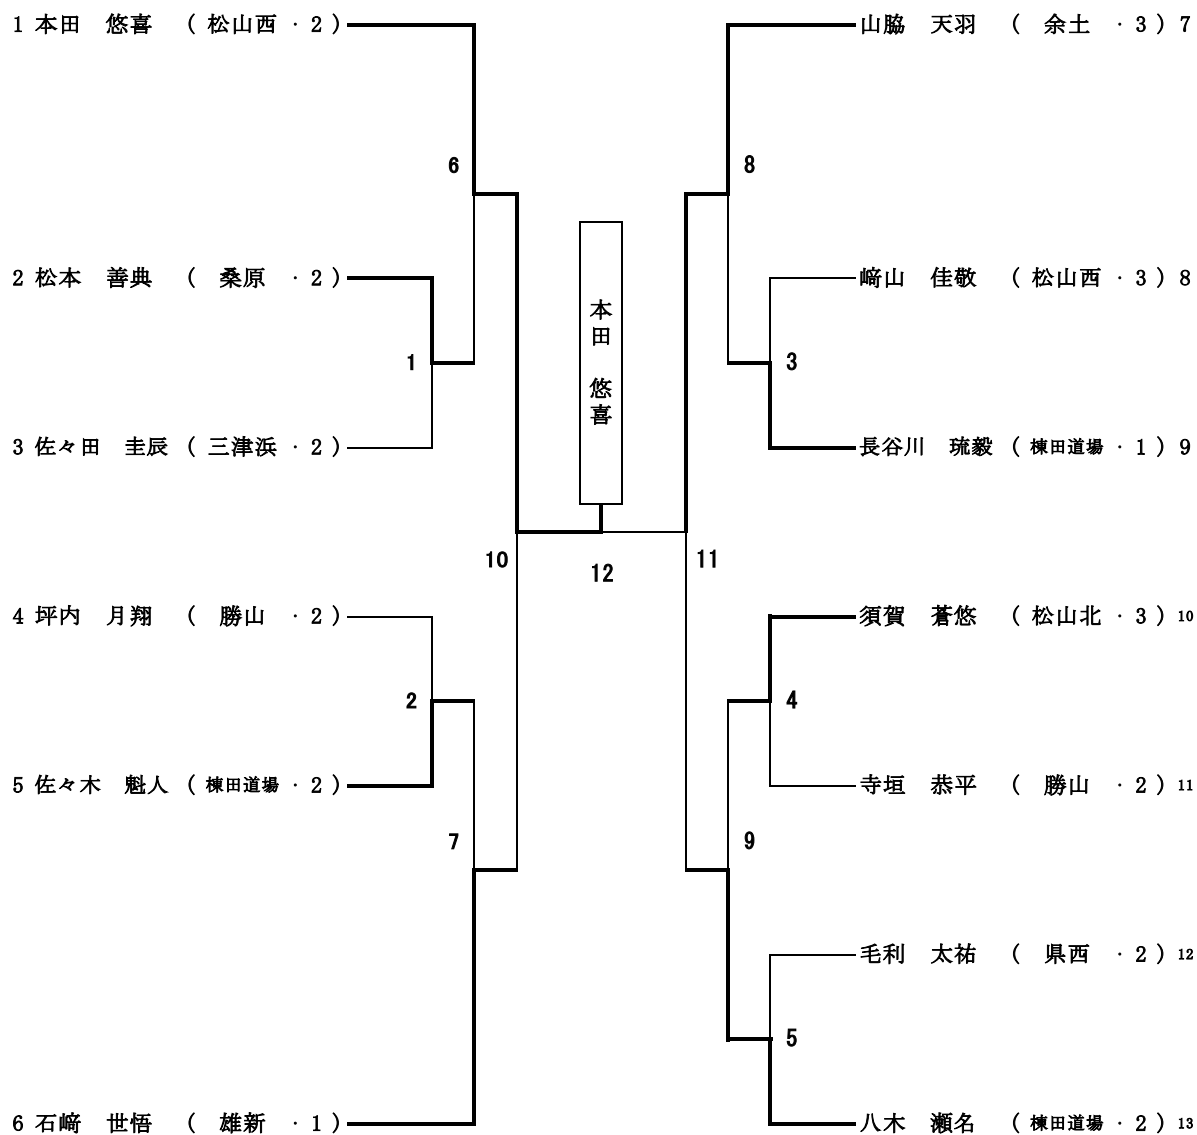 1 本田　悠喜　( 松山西 ・ 2 )
2 松本　善典　( 桑原 ・ 2 )
3 佐々田　圭辰 ( 三津浜 ・ 2 )
4 坪内　月翔　( 勝山 ・ 2 )
5 佐々木　魁人 ( 棟田道場 ・ 2 )
6 石﨑　世悟　( 雄新 ・ 1 )
6
1
2
7
10
本田　悠喜
12
11
8
3
4
9
5
山脇　天羽　( 余土 ・ 3 ) 7
﨑山　佳敬　( 松山西 ・ 3 ) 8
長谷川　琉毅 ( 棟田道場 ・ 1 ) 9
須賀　蒼悠　( 松山北 ・ 3 ) 10
寺垣　恭平　( 勝山 ・ 2 ) 11
毛利　太祐　( 県西 ・ 2 ) 12
八木　瀬名　( 棟田道場 ・ 2 ) 13